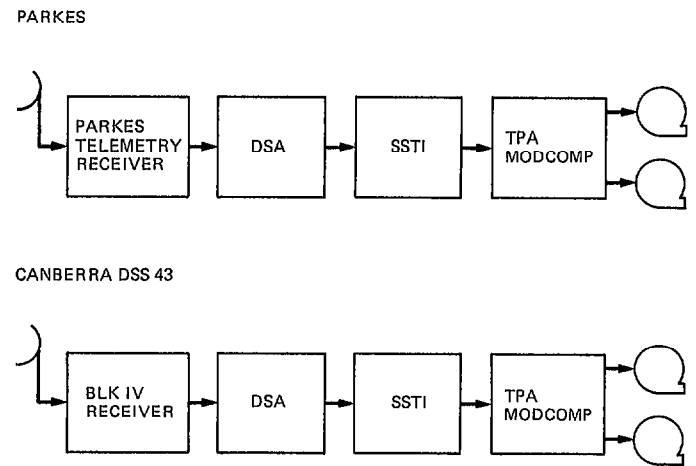 PARKES
PARKES
TELEMETRY
RECEIVER
DSA
SSTI
TPA
MODCOMP
CANBERRA DSS 43
BLK IV
RECEIVER
DSA
SSTI
TPA
MODCOMP